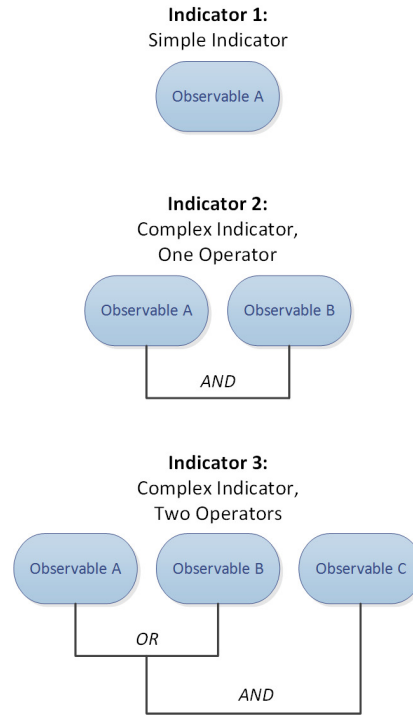 Indicator 1:
Simple Indicator
Observable A
Indicator 2:
Complex Indicator,
One Operator
Observable A
Observable B
AND
Indicator 3:
Complex Indicator,
Two Operators
Observable A
Observable B
Observable C
OR
AND